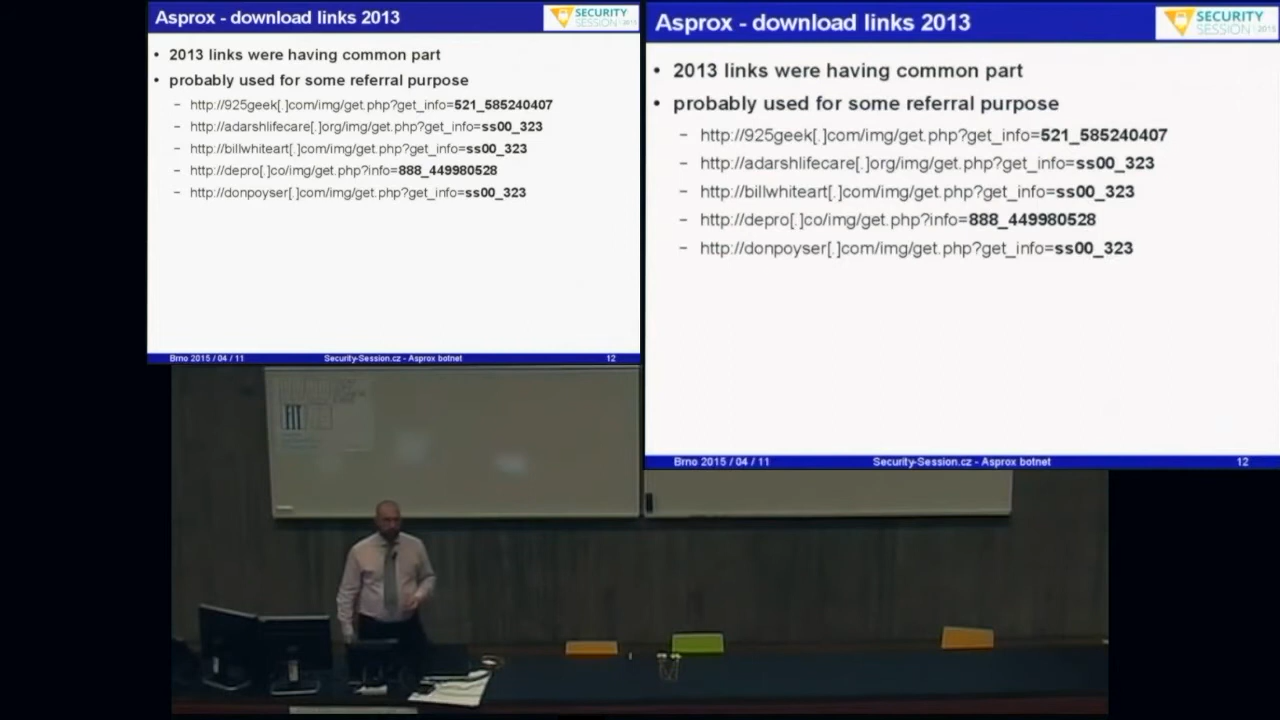 Asprox - download links 2013
SECURITY
SESSION 2015
• 2013 links were having common part
• probably used for some referral purpose
– http://925geek[.]com/img/get.php?get_info=521_585240407
– http://adarshlifecare[.]org/img/get.php?get_info=ss00_323
– http://billwhiteart[.]com/img/get.php?get_info=ss00_323
– http://depro[.]co/img/get.php?info=888_449980528
– http://donpoyser[.]com/img/get.php?get_info=ss00_323
Brno 2015 / 04 / 11 Security-Session.cz - Asprox botnet 12
Asprox - download links 2013
SECURITY
SESSION 2015
• 2013 links were having common part
• probably used for some referral purpose
– http://925geek[.]com/img/get.php?get_info=521_585240407
– http://adarshlifecare[.]org/img/get.php?get_info=ss00_323
– http://billwhiteart[.]com/img/get.php?get_info=ss00_323
– http://depro[.]co/img/get.php?info=888_449980528
– http://donpoyser[.]com/img/get.php?get_info=ss00_323
Brno 2015 / 04 / 11 Security-Session.cz - Asprox botnet 12